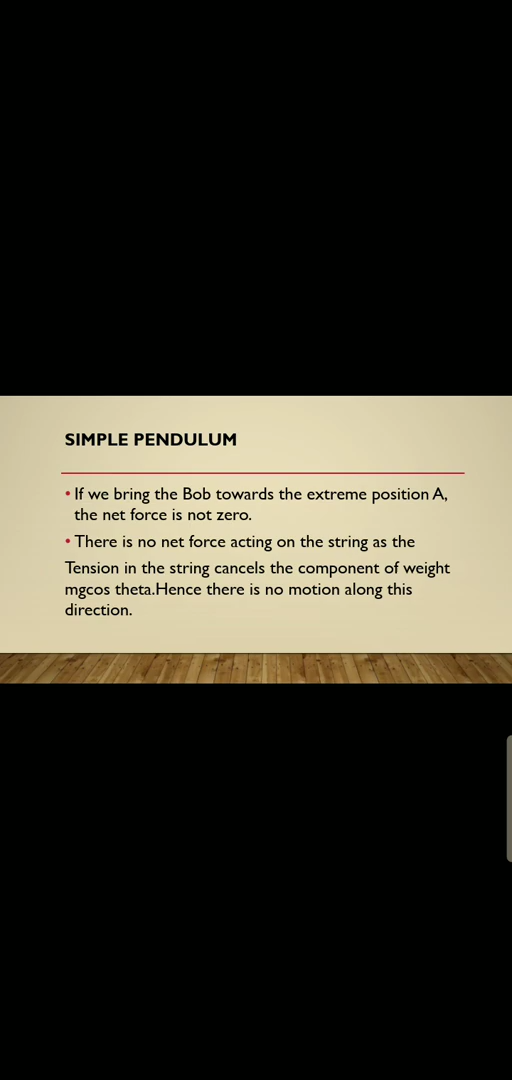 SIMPLE PENDULUM
• If we bring the Bob towards the extreme position A,
the net force is not zero.
• There is no net force acting on the string as the
Tension in the string cancels the component of weight
mgcos theta.Hence there is no motion along this
direction.